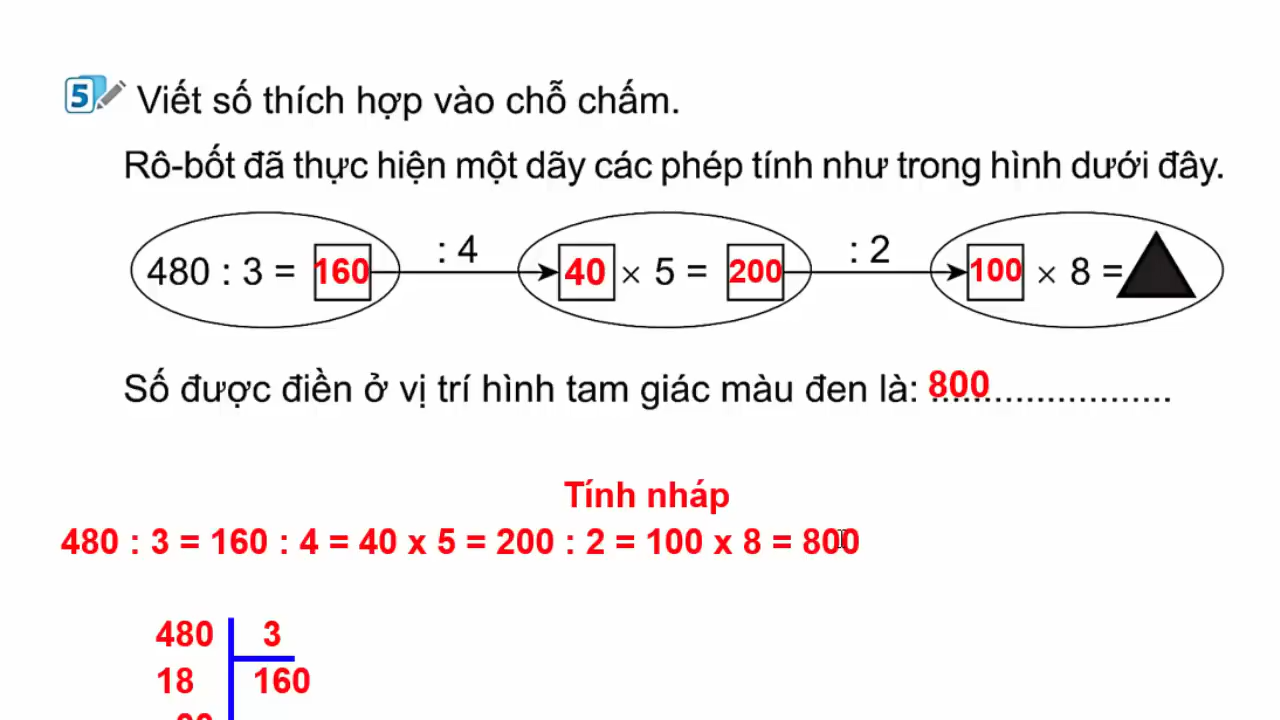 5 Viết số thích hợp vào chỗ chấm.
Rô-bốt đã thực hiện một dãy các phép tính như trong hình dưới đây.
: 4 : 2
480 : 3 = 160 40 × 5 = 200 100 × 8 =
Số được điền ở vị trí hình tam giác màu đen là: 800.....................
Tính nháp
480 : 3 = 160 : 4 = 40 x 5 = 200 : 2 = 100 x 8 = 800
480 3
18 160